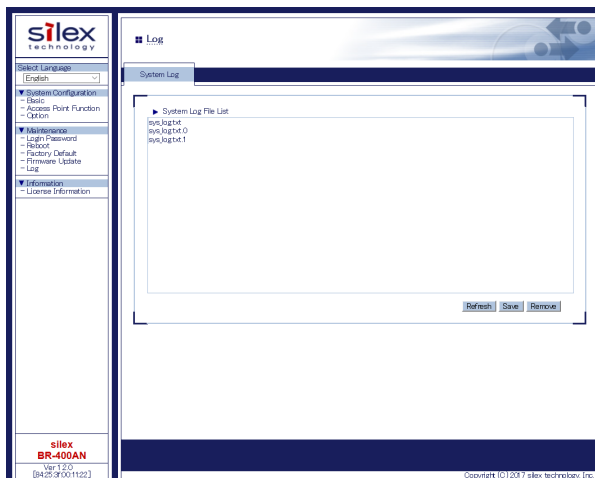 silex
technology
Select Language
English
▼ System Configuration
- Basic
- Access Point Function
- Option
▼ Maintenance
- Login Password
- Reboot
- Factory Default
- Firmware Update
- Log
▼ Information
- License Information
silex
BR-400AN
Ver 1.2.0
[84:25:3f:00:11:22]
Log
System Log
► System Log File List
sys_log.txt
sys_log.txt.0
sys_log.txt.1
Refresh Save Remove
Copyright (C) 2017 silex technology, Inc.